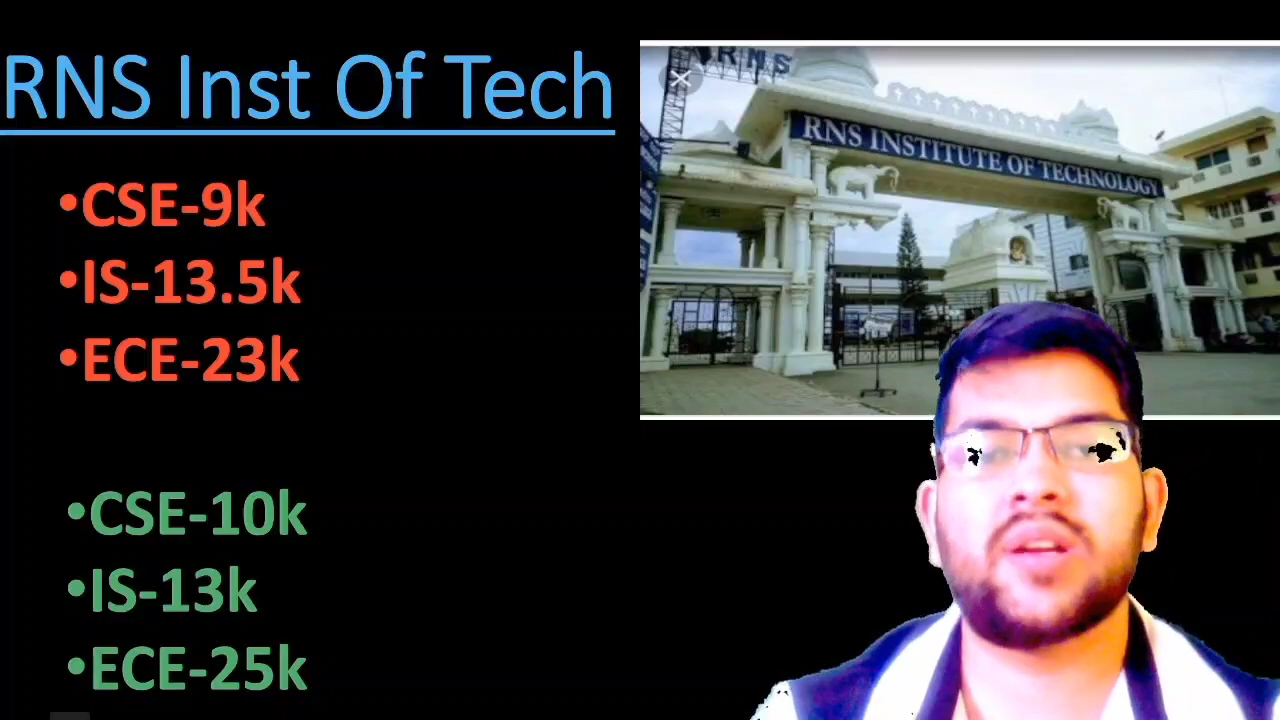 RNS Inst Of Tech
•CSE-9k
•IS-13.5k
•ECE-23k
•CSE-10k
•IS-13k
•ECE-25k
RNS
RNS INSTITUTE OF TECHNOLOGY